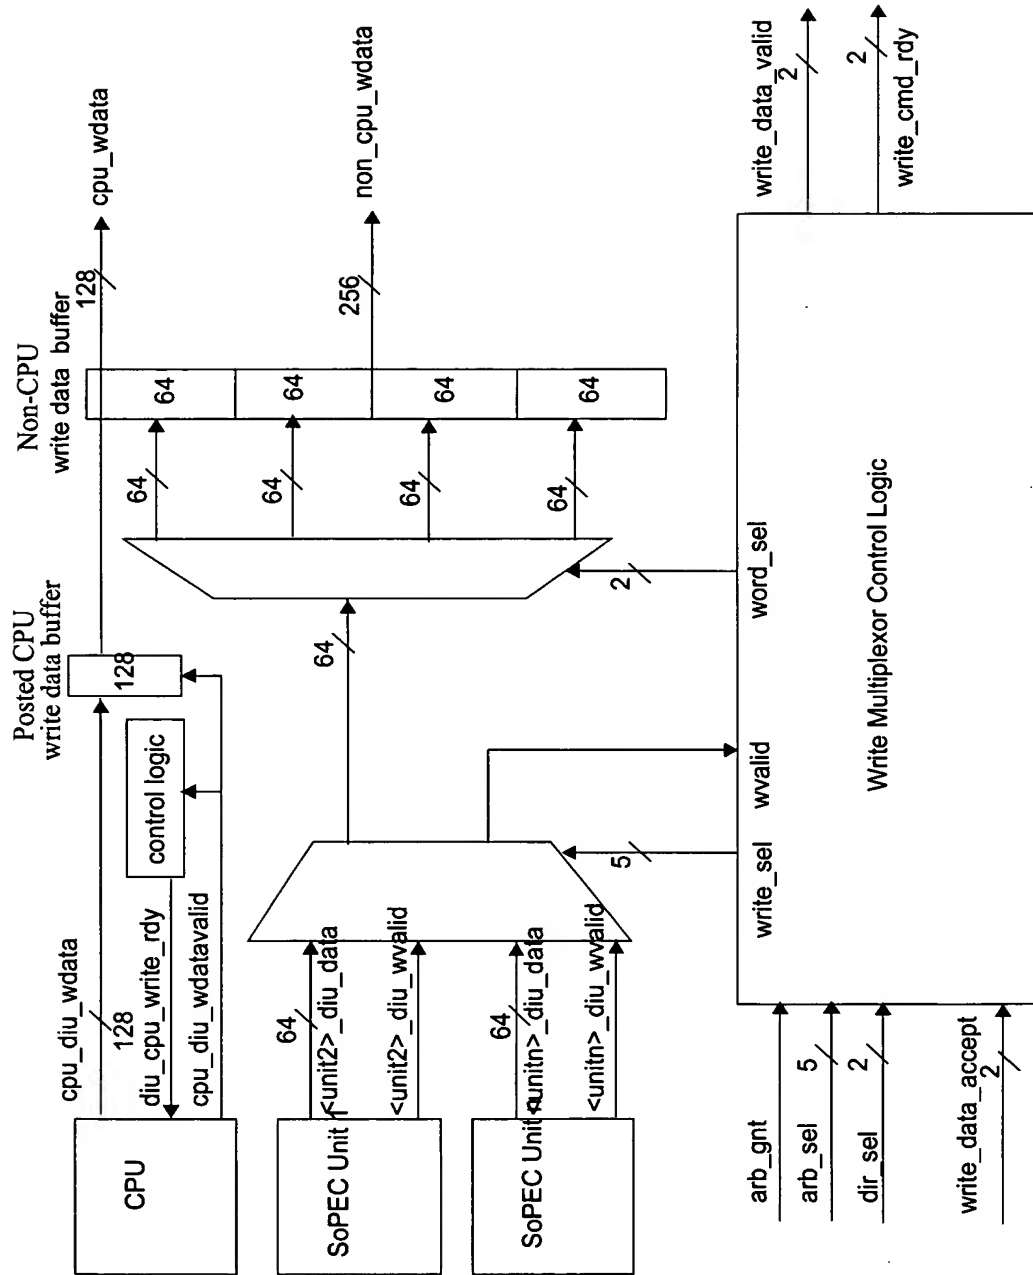 Posted CPU
write data buffer
Non-CPU
write data buffer
cpu_diu_wdata
128
cpu_wdata
128
CPU
128
diu_cpu_write_rdy
control logic
cpu_diu_wdatavalid
64
64
64
<unit2>_diu_data
64
64
SoPEC Unit 1
<unit2>_diu_wvalid
64
non_cpu_wdata
256
64
64
64
<unitn>_diu_data
SoPEC Unit n
<unitn>_diu_wvalid
64
64
5
2
write_sel
wvalid
word_sel
arb_gnt
arb_sel
5
dir_sel
2
write_data_accept
2
Write Multiplexor Control Logic
write_data_valid
2
2
write_cmd_rdy